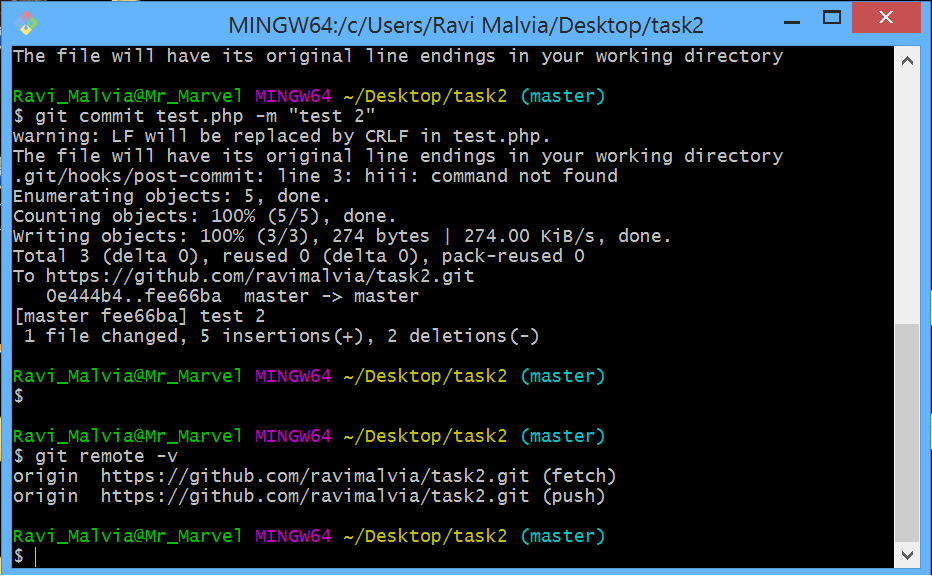 MINGW64:/c/Users/Ravi Malvia/Desktop/task2
The file will have its original line endings in your working directory
Ravi_Malvia@Mr_Marvel MINGW64 ~/Desktop/task2 (master)
$ git commit test.php -m "test 2"
warning: LF will be replaced by CRLF in test.php.
The file will have its original line endings in your working directory
.git/hooks/post-commit: line 3: hiii: command not found
Enumerating objects: 5, done.
Counting objects: 100% (5/5), done.
Writing objects: 100% (3/3), 274 bytes | 274.00 KiB/s, done.
Total 3 (delta 0), reused 0 (delta 0), pack-reused 0
To https://github.com/ravimalvia/task2.git
   0e444b4..fee66ba  master -> master
[master fee66ba] test 2
 1 file changed, 5 insertions(+), 2 deletions(-)
Ravi_Malvia@Mr_Marvel MINGW64 ~/Desktop/task2 (master)
$
Ravi_Malvia@Mr_Marvel MINGW64 ~/Desktop/task2 (master)
$ git remote -v
origin  https://github.com/ravimalvia/task2.git (fetch)
origin  https://github.com/ravimalvia/task2.git (push)
Ravi_Malvia@Mr_Marvel MINGW64 ~/Desktop/task2 (master)
$